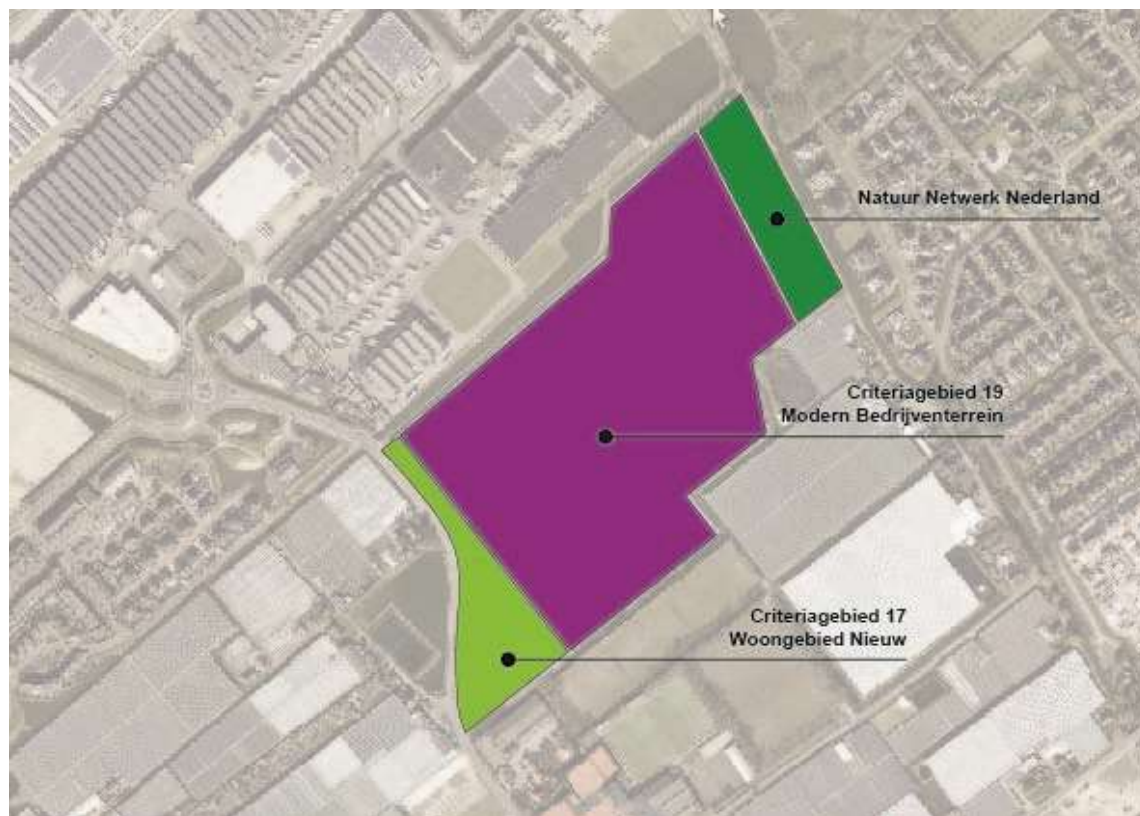 Natuur Netwerk Nederland
Criteriagebied 19
Modern Bedrijventerrein
Criteriagebied 17
Woongebied Nieuw